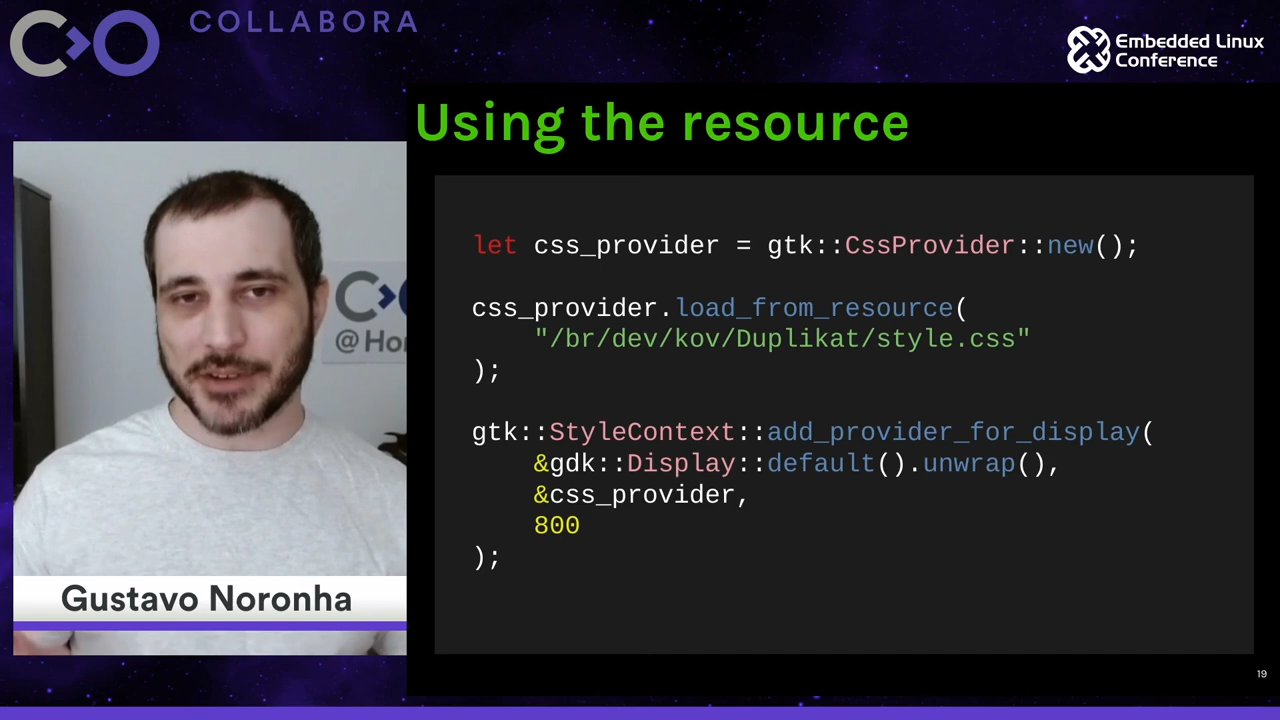 COLLABORA
Embedded Linux
Conference
Using the resource
let css_provider = gtk::CssProvider::new();
css_provider.load_from_resource(
    "/br/dev/kov/Duplikat/style.css"
);
gtk::StyleContext::add_provider_for_display(
    &gdk::Display::default().unwrap(),
    &css_provider,
    800
);
@Hom
Gustavo Noronha
19